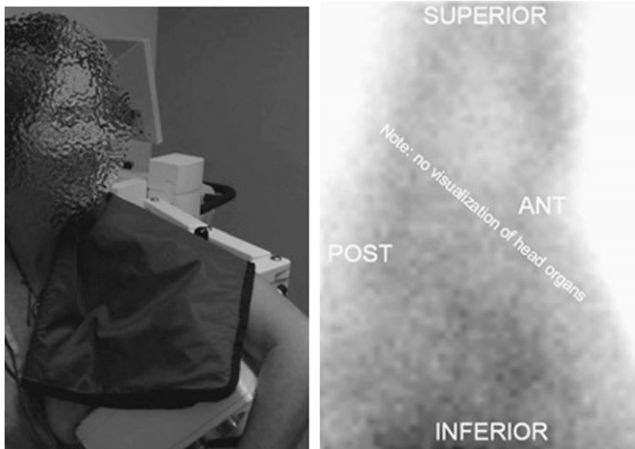 SUPERIOR
Note: no visualization of head organs
ANT
POST
INFERIOR